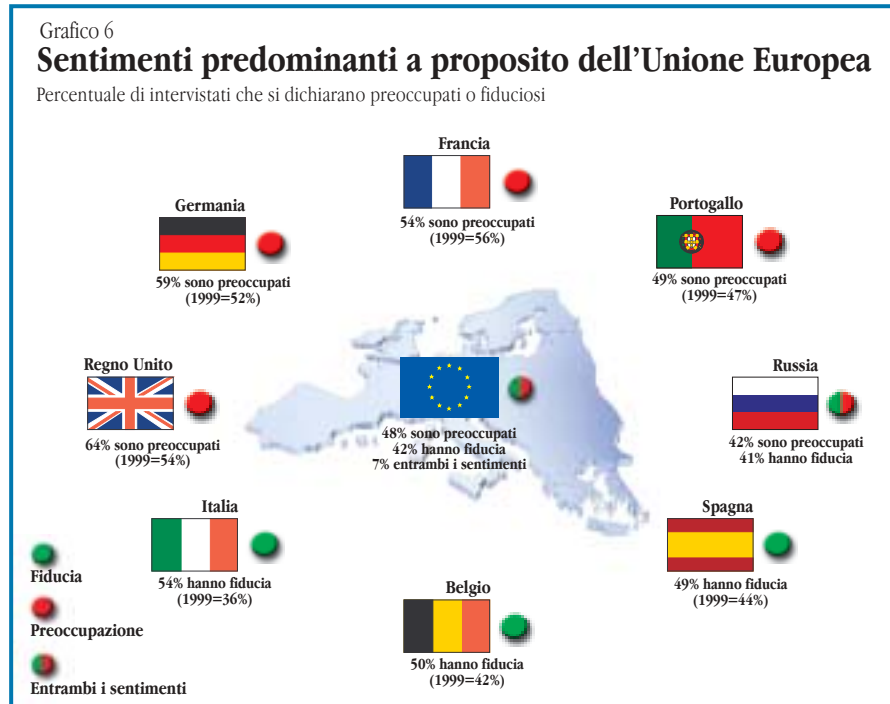 Grafico 6
Sentimenti predominanti a proposito dell'Unione Europea
Percentuale di intervistati che si dichiarano preoccupati o fiduciosi
Francia
54% sono preoccupati
(1999=56%)
Germania
59% sono preoccupati
(1999=52%)
Portogallo
49% sono preoccupati
(1999=47%)
Regno Unito
64% sono preoccupati
(1999=54%)
48% sono preoccupati
42% hanno fiducia
7% entrambi i sentimenti
Russia
42% sono preoccupati
41% hanno fiducia
Italia
54% hanno fiducia
(1999=36%)
Spagna
49% hanno fiducia
(1999=44%)
Belgio
50% hanno fiducia
(1999=42%)
Fiducia
Preoccupazione
Entrambi i sentimenti